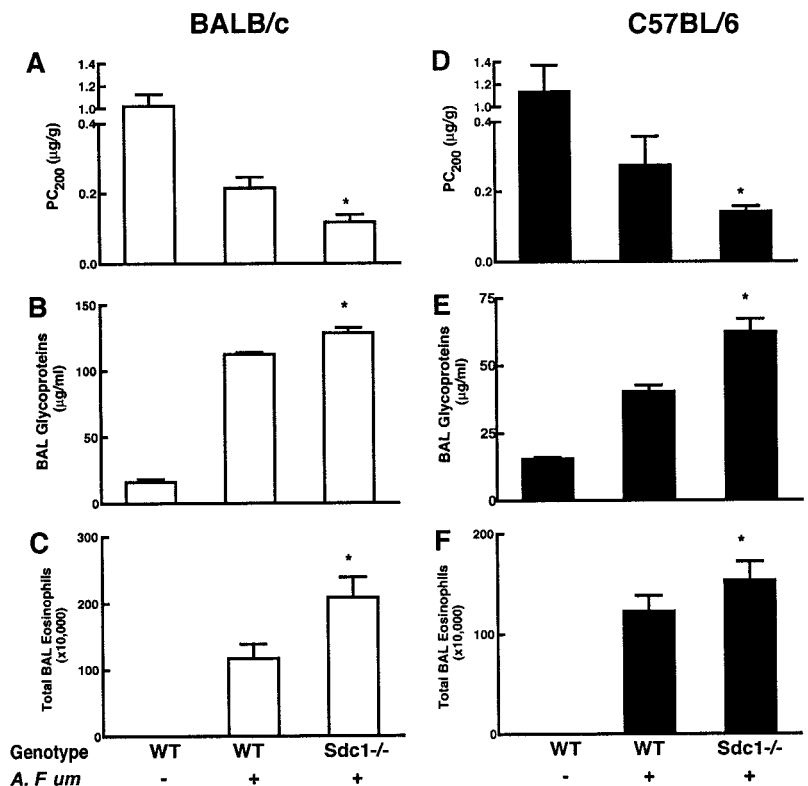 BALB/c
C57BL/6
A
PC200 (µg/g)
1.4
1.2
1.0
0.4
0.2
0.0
*
D
PC200 (µg/g)
1.4
1.2
1.0
0.4
0.2
0.0
*
B
BAL Glycoproteins
(µg/ml)
150
100
50
0
*
E
BAL Glycoproteins
(µg/ml)
75
50
25
0
*
C
Total BAL Eosinophils
(x10,000)
300
200
100
0
*
F
Total BAL Eosinophils
(x10,000)
200
100
0
*
Genotype WT WT Sdc1-/- WT WT Sdc1-/-
A. F um - + + - + +